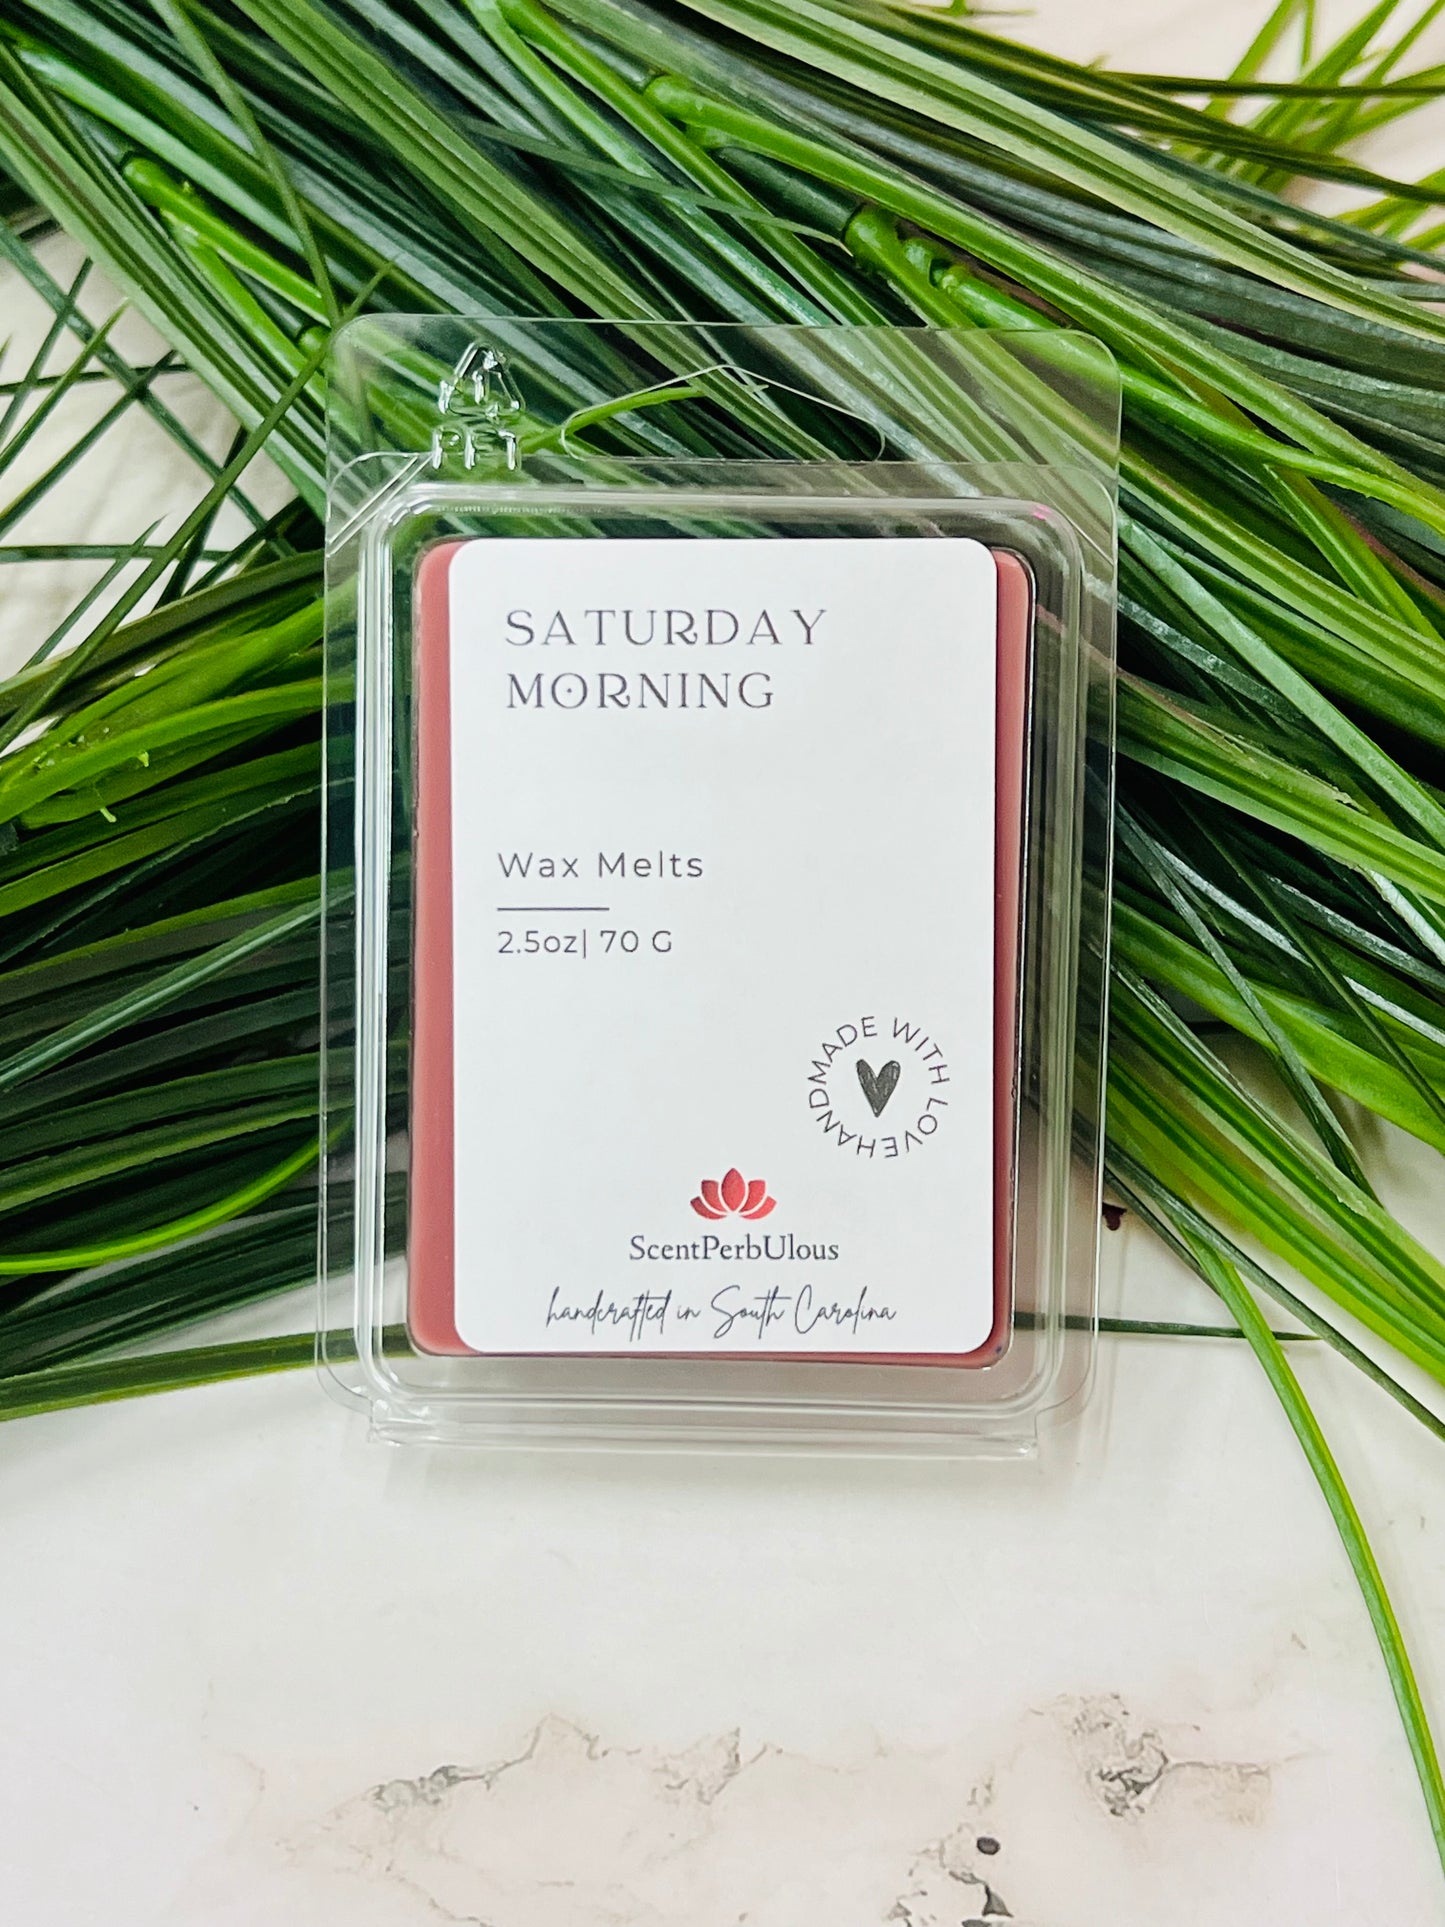 PET
SATURDAY
MORNING
Wax Melts
2.5oz| 70 G
HANDMADE WITH LOVE
ScentPerbUlous
handcrafted in South Carolina